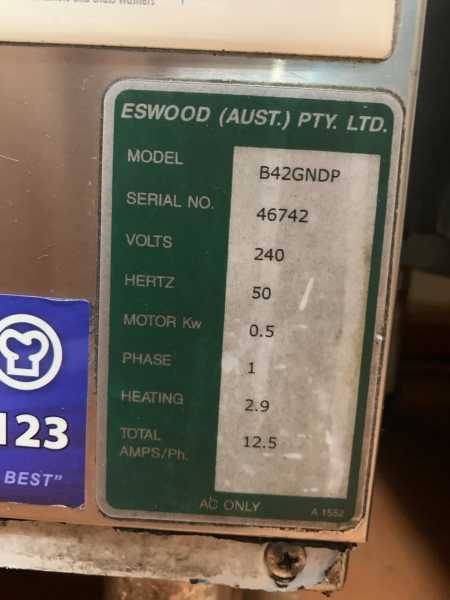 ESWOOD (AUST.) PTY. LTD.
MODEL B42GNDP
SERIAL NO. 46742
VOLTS 240
HERTZ 50
MOTOR Kw 0.5
PHASE 1
HEATING 2.9
TOTAL
AMPS/Ph. 12.5
AC ONLY
A 1552
123
BEST"